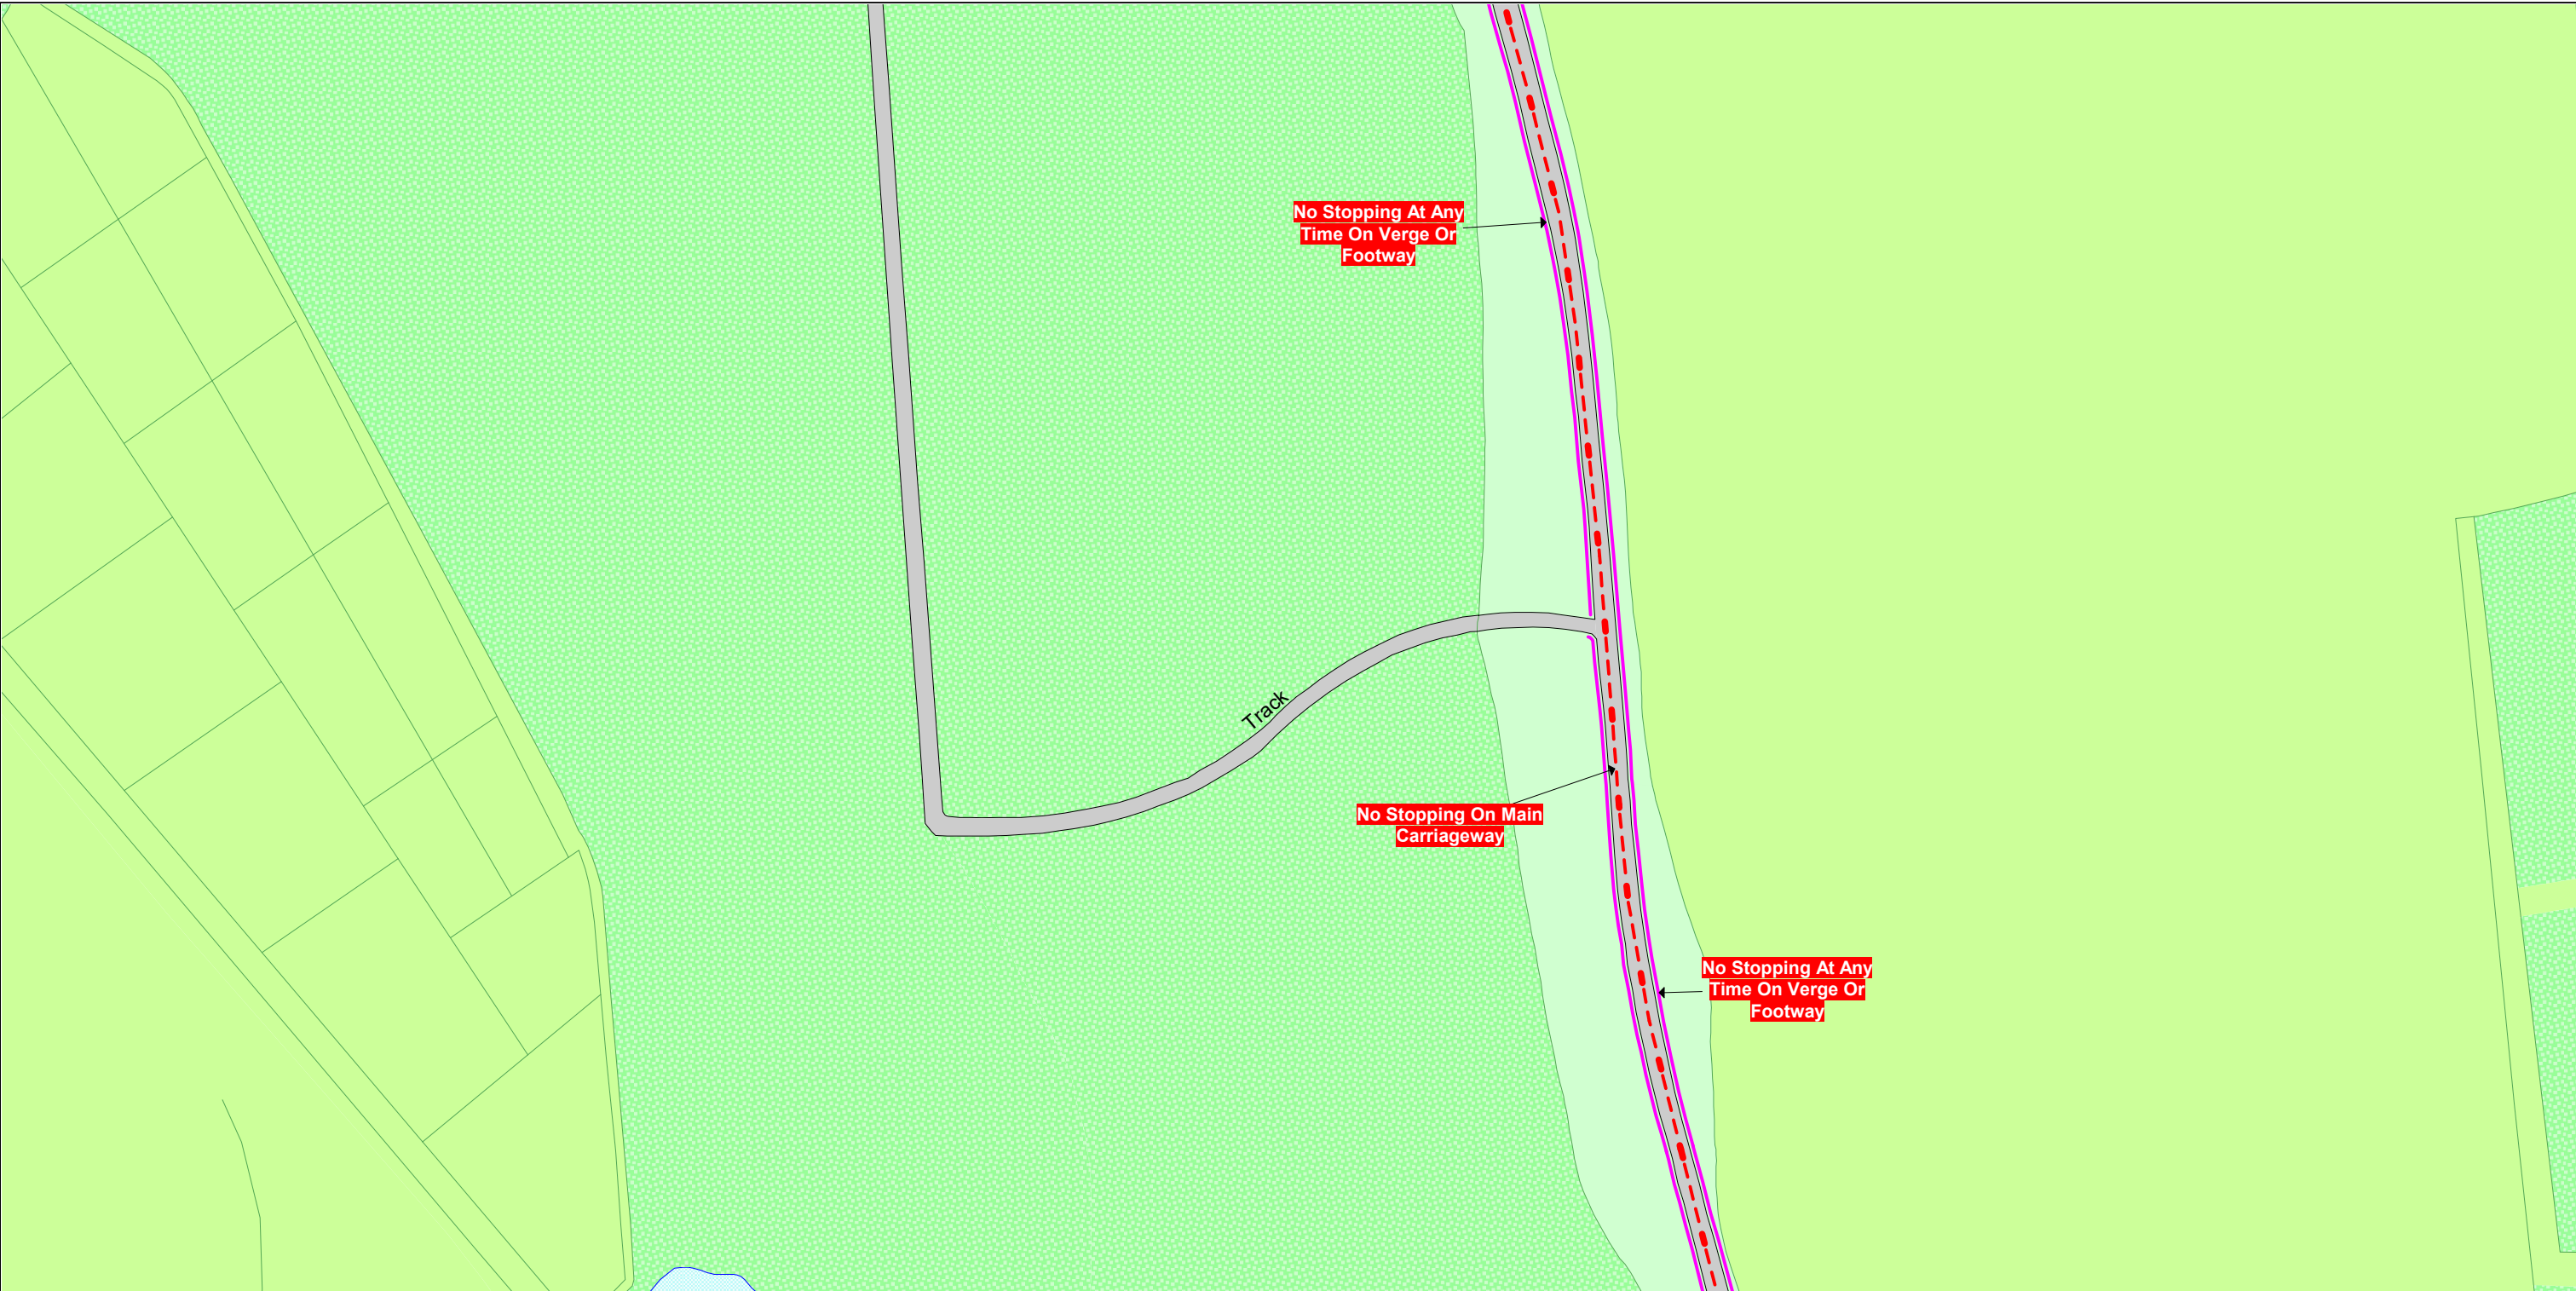 No Stopping At Any
Time On Verge Or
Footway
Track
No Stopping On Main
Carriageway
No Stopping At Any
Time On Verge Or
Footway